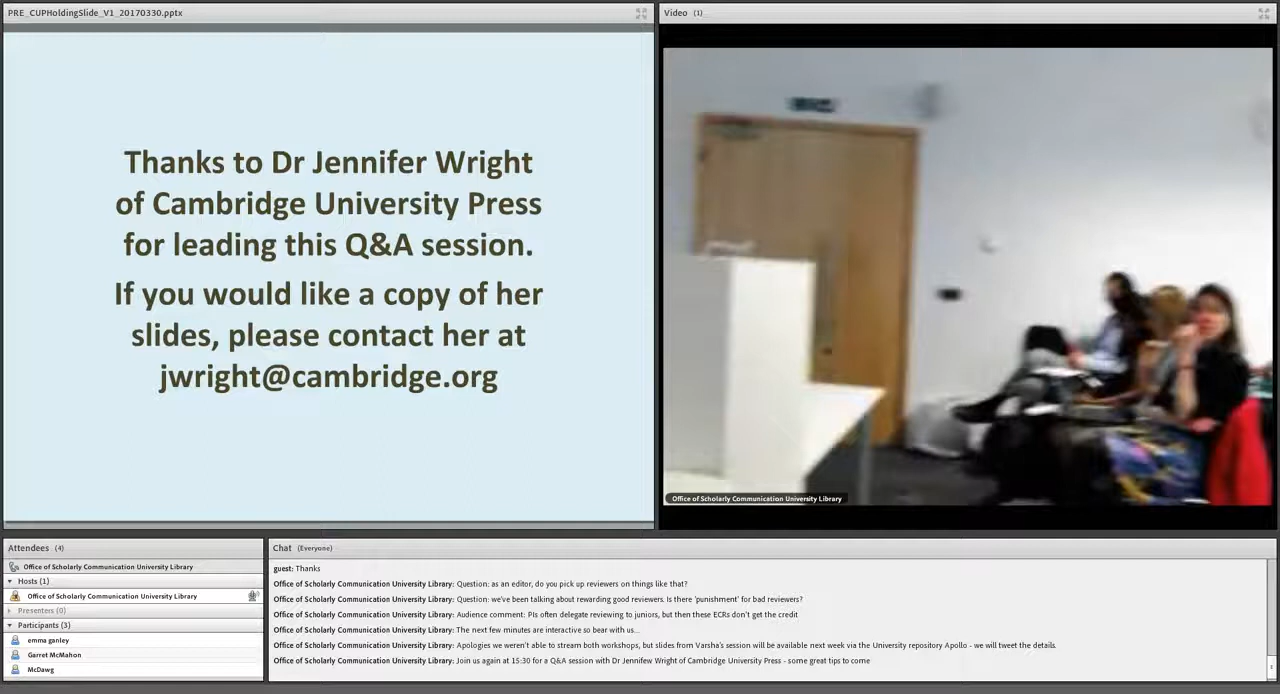 PRE_CUPHoldingSlide_V1_20170330.pptx
Thanks to Dr Jennifer Wright
of Cambridge University Press
for leading this Q&A session.
If you would like a copy of her
slides, please contact her at
jwright@cambridge.org
Video (1)
Office of Scholarly Communication University Library
Attendees (4)
Office of Scholarly Communication University Library
Hosts (1)
Office of Scholarly Communication University Library
Presenters (0)
Participants (3)
emma ganley
Garret McMahon
McDawg
Chat (Everyone)
guest: Thanks
Office of Scholarly Communication University Library: Question: as an editor, do you pick up reviewers on things like that?
Office of Scholarly Communication University Library: Question: we've been talking about rewarding good reviewers. Is there 'punishment' for bad reviewers?
Office of Scholarly Communication University Library: Audience comment: PIs often delegate reviewing to juniors, but then these ECRs don't get the credit
Office of Scholarly Communication University Library: The next few minutes are interactive so bear with us...
Office of Scholarly Communication University Library: Apologies we weren't able to stream both workshops, but slides from Varsha's session will be available next week via the University repository Apollo - we will tweet the details.
Office of Scholarly Communication University Library: Join us again at 15:30 for a Q&A session with Dr Jennifew Wright of Cambridge University Press - some great tips to come